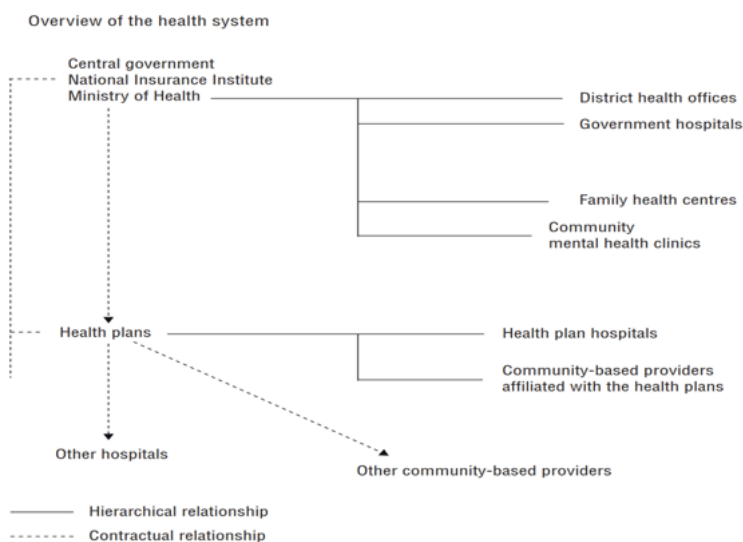 Overview of the health system
Central government
National Insurance Institute
Ministry of Health
District health offices
Government hospitals
Family health centres
Community
mental health clinics
Health plans
Health plan hospitals
Community-based providers
affiliated with the health plans
Other hospitals
Other community-based providers
Hierarchical relationship
Contractual relationship